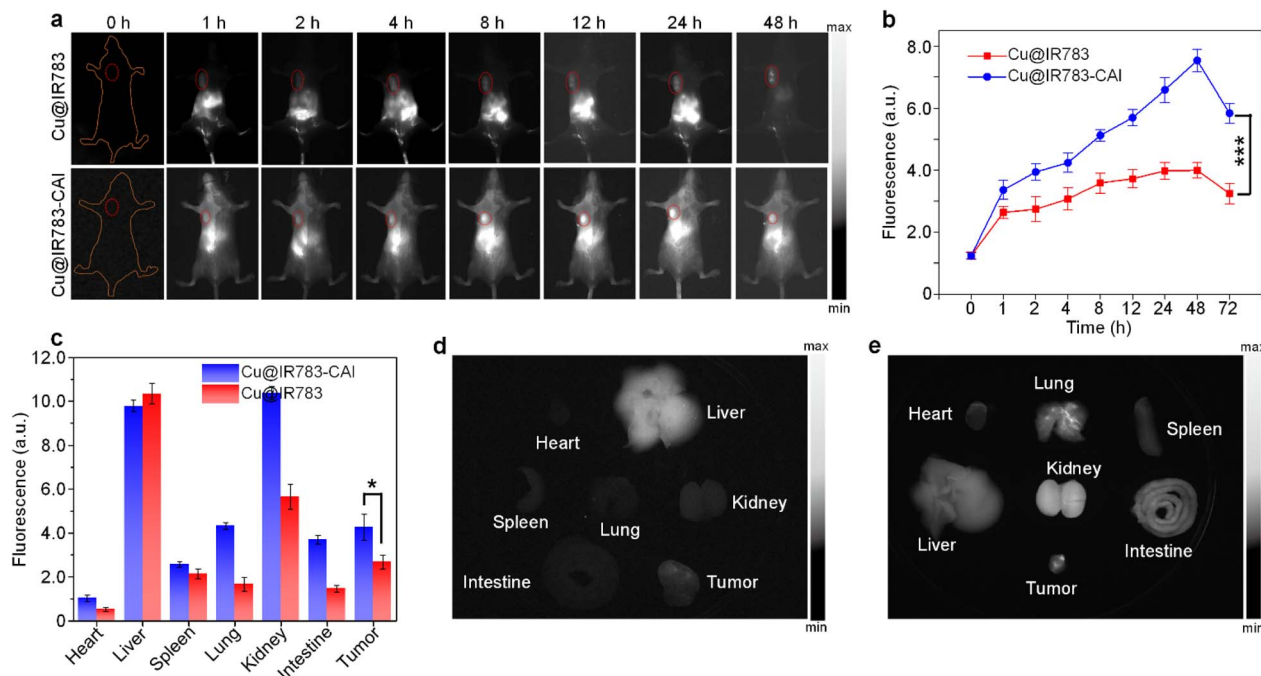 a
0 h 1 h 2 h 4 h 8 h 12 h 24 h 48 h
max
Cu@IR783
Cu@IR783-CAI
min
b
Cu@IR783
Cu@IR783-CAI
8.0
6.0
4.0
2.0
0
***
Fluorescence (a.u.)
0 1 2 4 8 12 24 48 72
Time (h)
c
12.0
10.0
8.0
6.0
4.0
2.0
0
Fluorescence (a.u.)
Cu@IR783-CAI
Cu@IR783
*
Heart Liver Spleen Lung Kidney Intestine Tumor
d
max
Liver
Heart
Spleen
Lung
Kidney
Intestine
Tumor
min
e
max
Heart
Lung
Spleen
Kidney
Liver
Intestine
Tumor
min